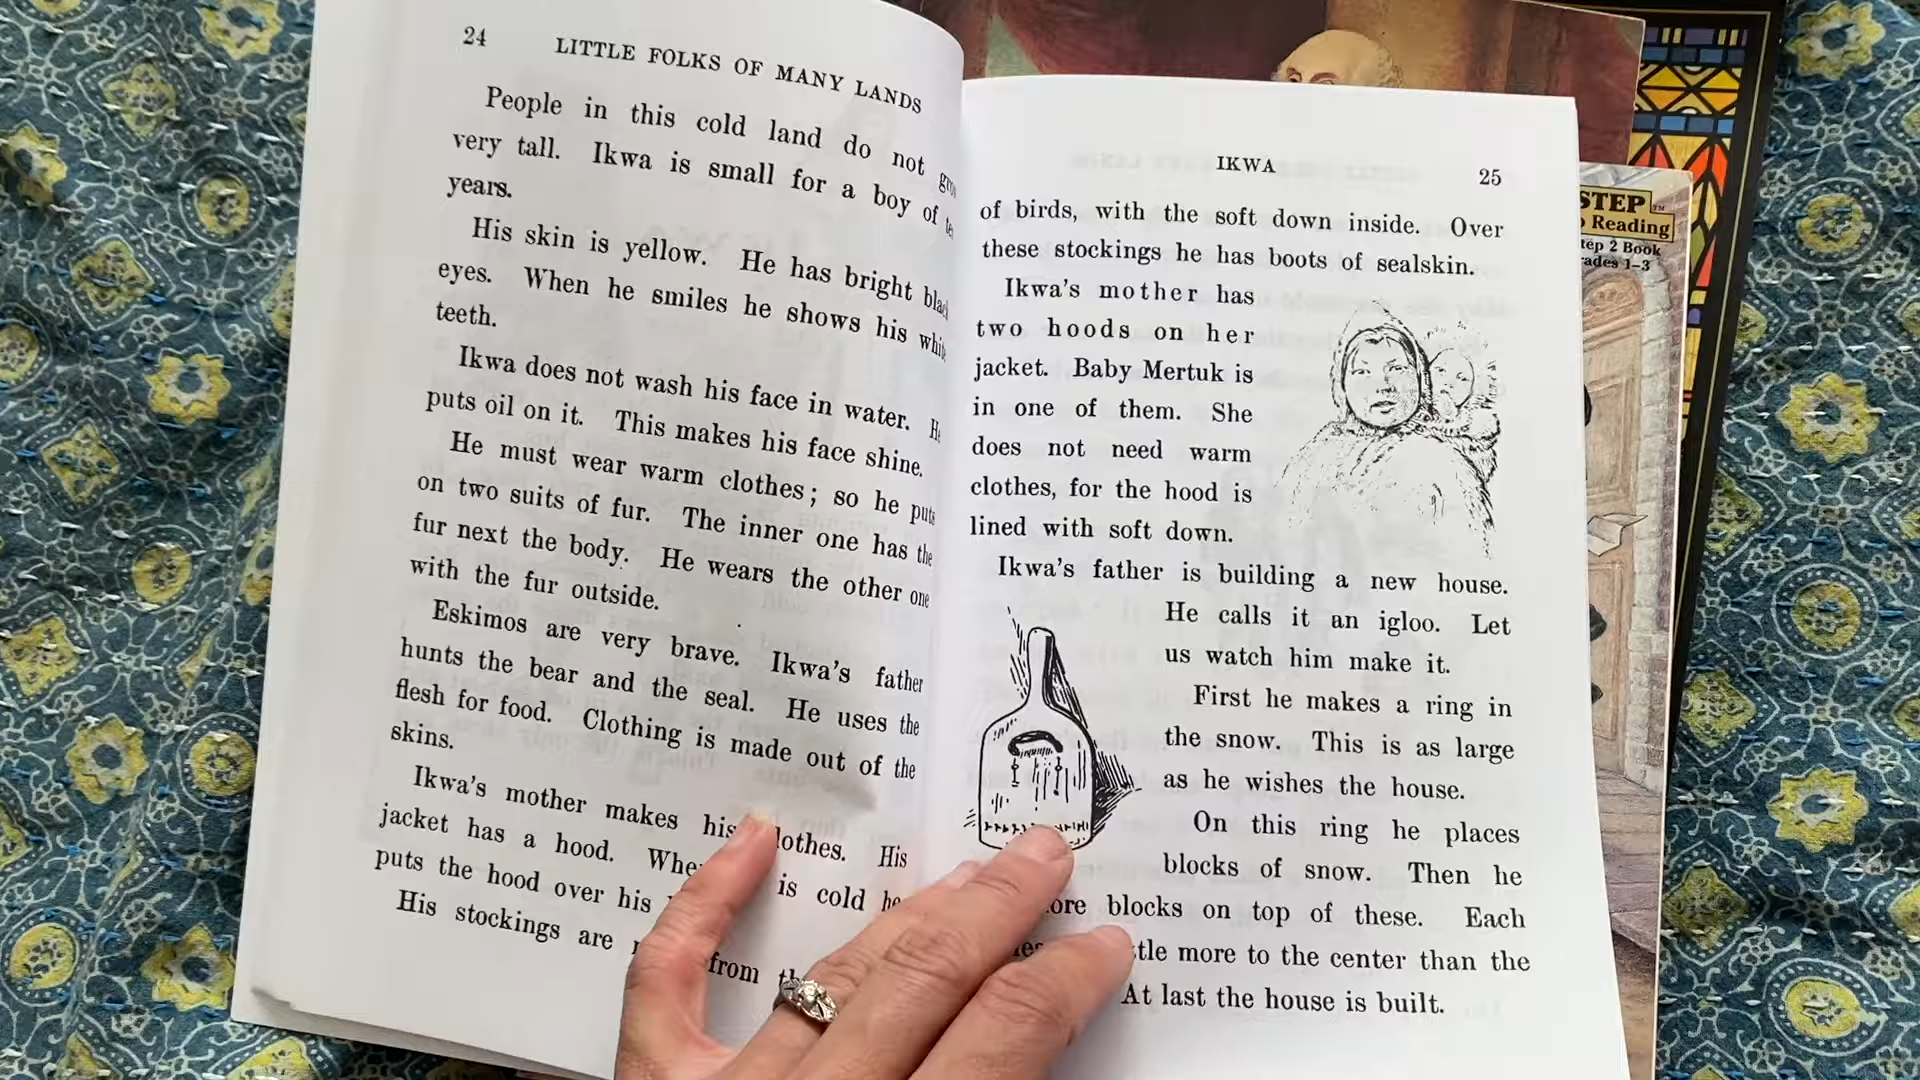 24 LITTLE FOLKS OF MANY LANDS
People in this cold land do not
very tall. Ikwa is small for a boy of
years.
His skin is yellow. He has bright
eyes. When he smiles he shows his
teeth.
Ikwa does not wash his face in water. He
puts oil on it. This makes his face shine.
He must wear warm clothes; so he puts
on two suits of fur. The inner one has the
fur next the body. He wears the other one
with the fur outside.
Eskimos are very brave. Ikwa's father
hunts the bear and the seal. He uses the
flesh for food. Clothing is made out of the
skins.
Ikwa's mother makes his clothes. His
jacket has a hood. When is cold he
puts the hood over his
His stockings are from
IKWA 25
of birds, with the soft down inside. Over
these stockings he has boots of sealskin.
Ikwa's mother has
two hoods on her
jacket. Baby Mertuk is
in one of them. She
does not need warm
clothes, for the hood is
lined with soft down.
Ikwa's father is building a new house.
He calls it an igloo. Let
us watch him make it.
First he makes a ring in
the snow. This is as large
as he wishes the house.
On this ring he places
blocks of snow. Then he
blocks on top of these. Each
more to the center than the
At last the house is built.
STEP
Reading
Step 2 Book
Grades 1-3